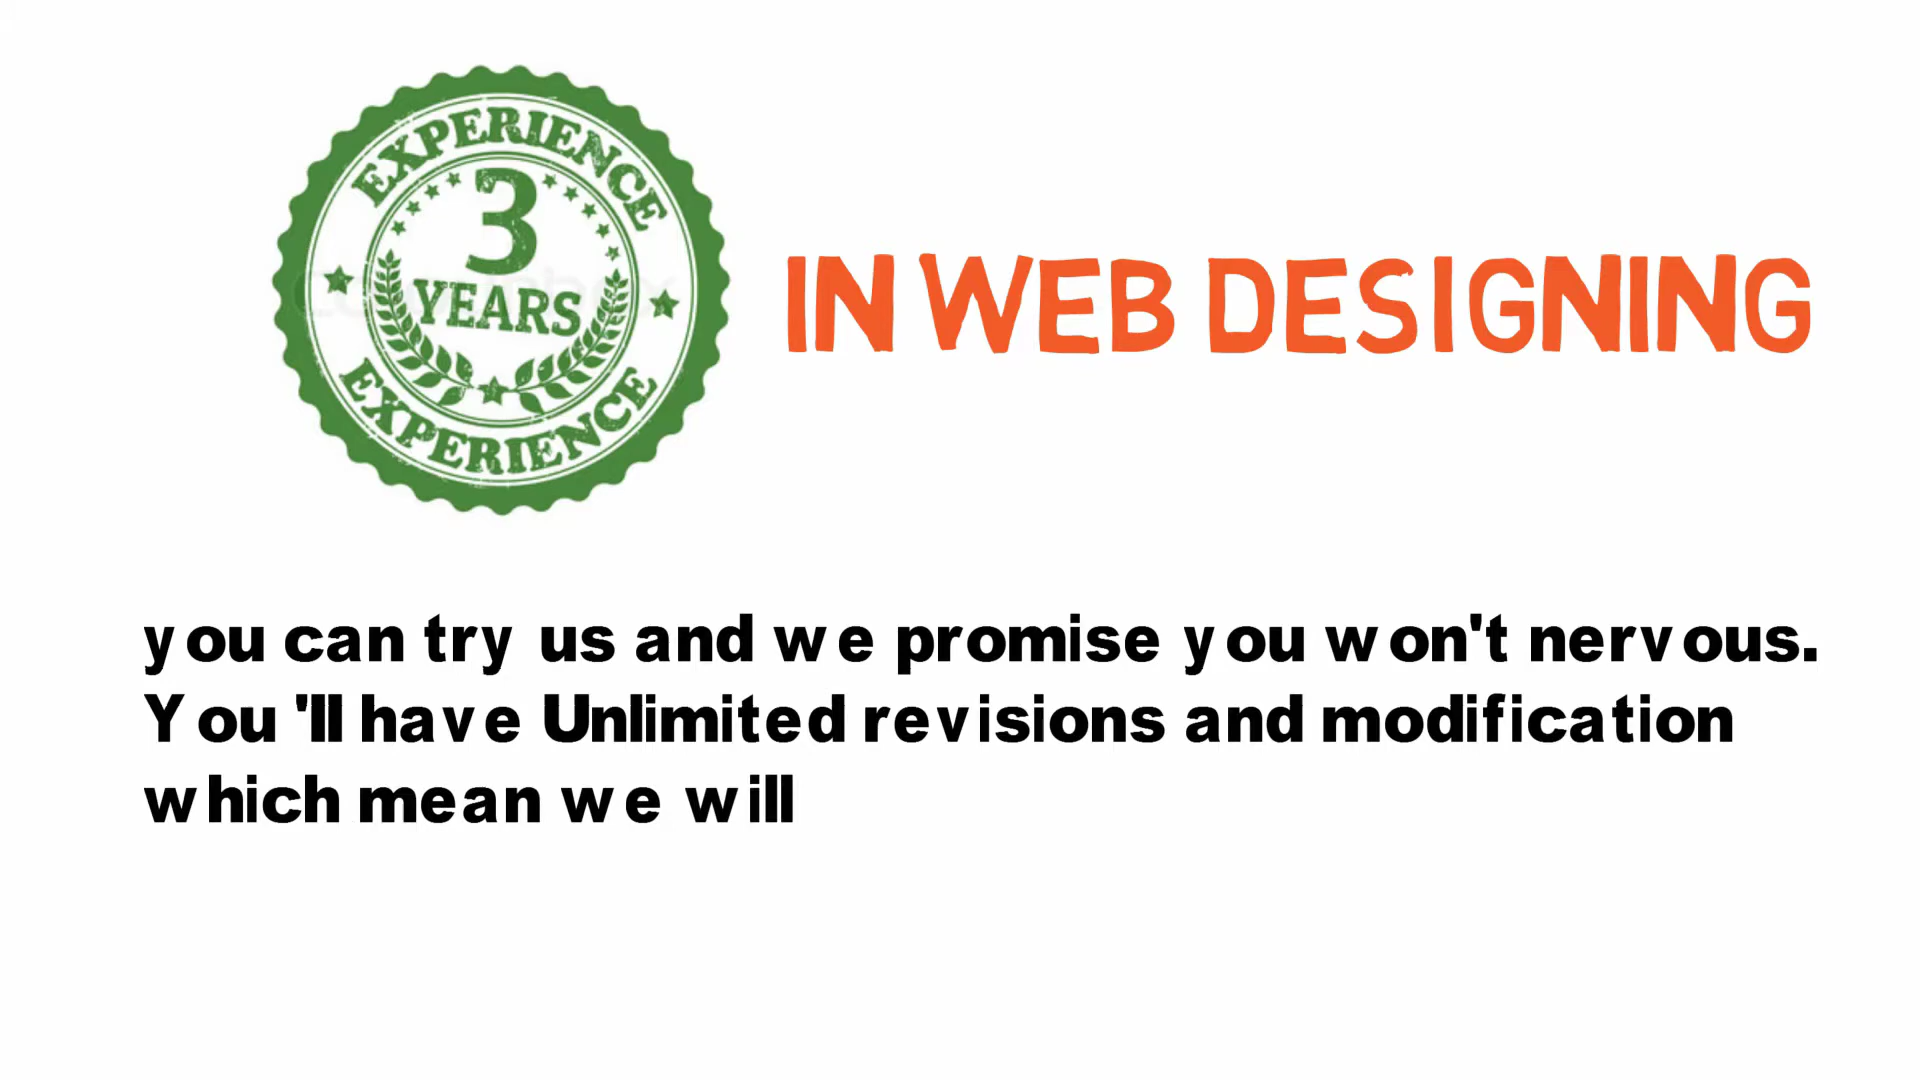 EXPERIENCE
3
YEARS
EXPERIENCE
IN WEB DESIGNING
you can try us and we promise you won't nervous.
You 'll have Unlimited revisions and modification
which mean we will